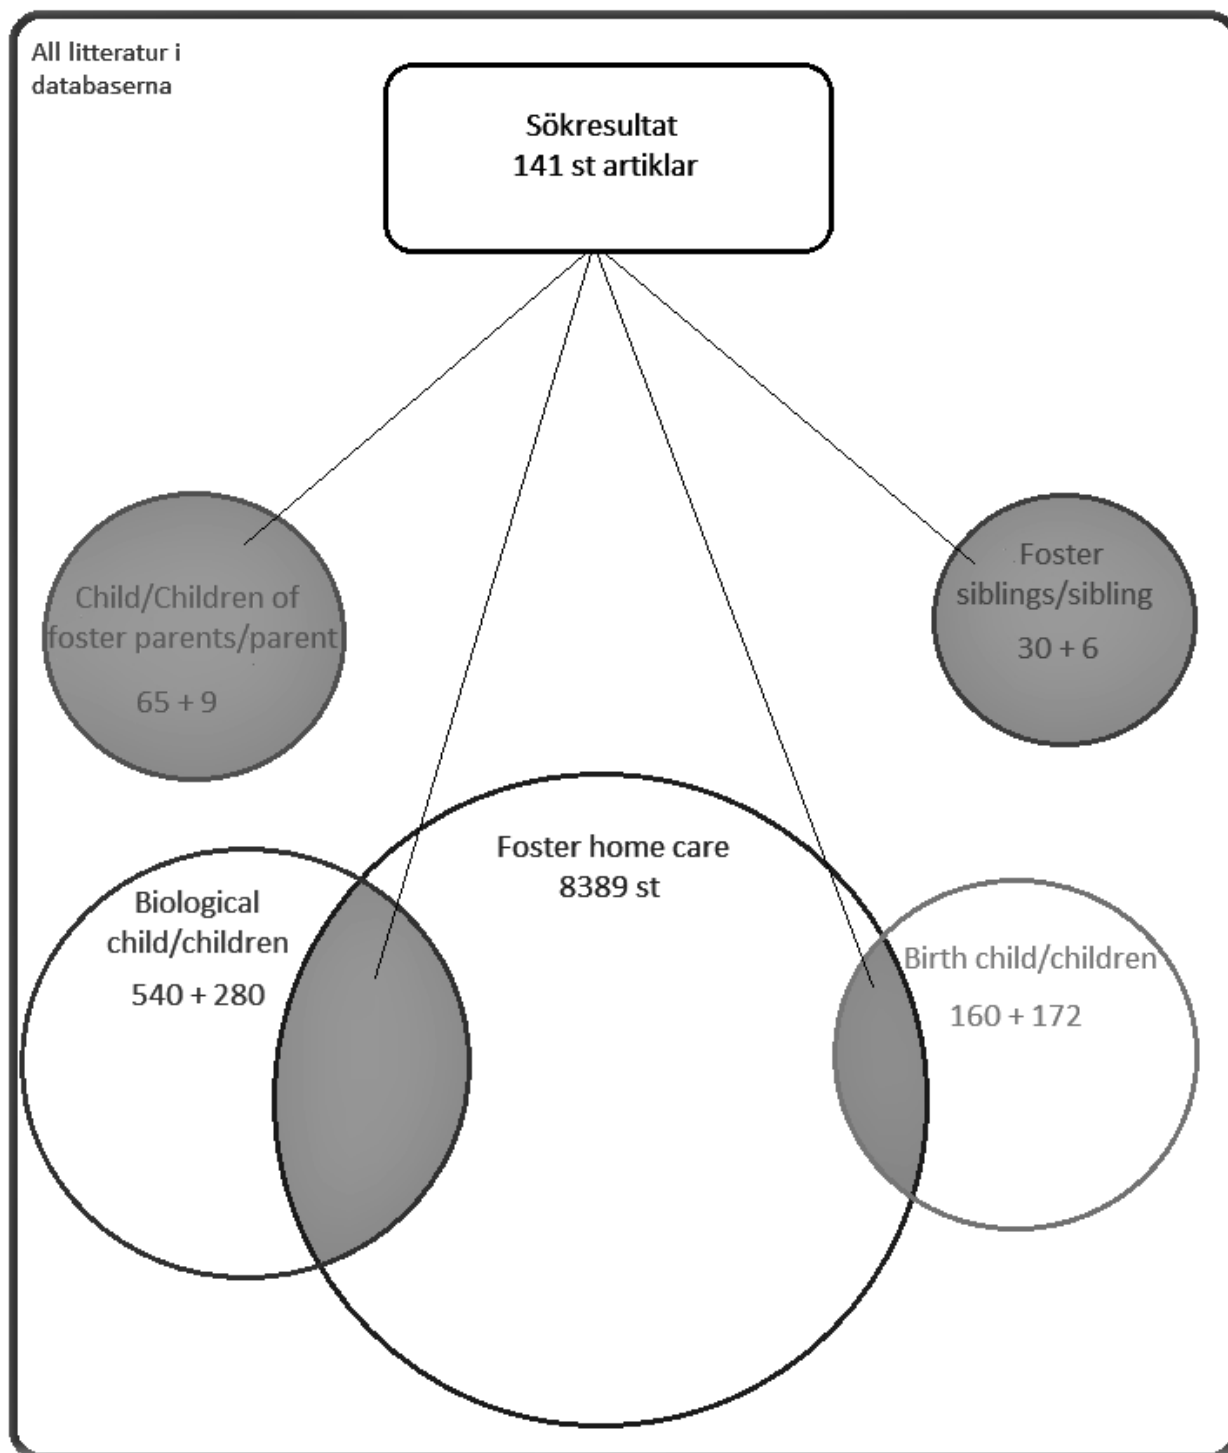 All litteratur i
databaserna
Sökresultat
141 st artiklar
Child/Children of
foster parents/parent
65 + 9
Foster
siblings/sibling
30 + 6
Foster home care
8389 st
Biological
child/children
540 + 280
Birth child/children
160 + 172